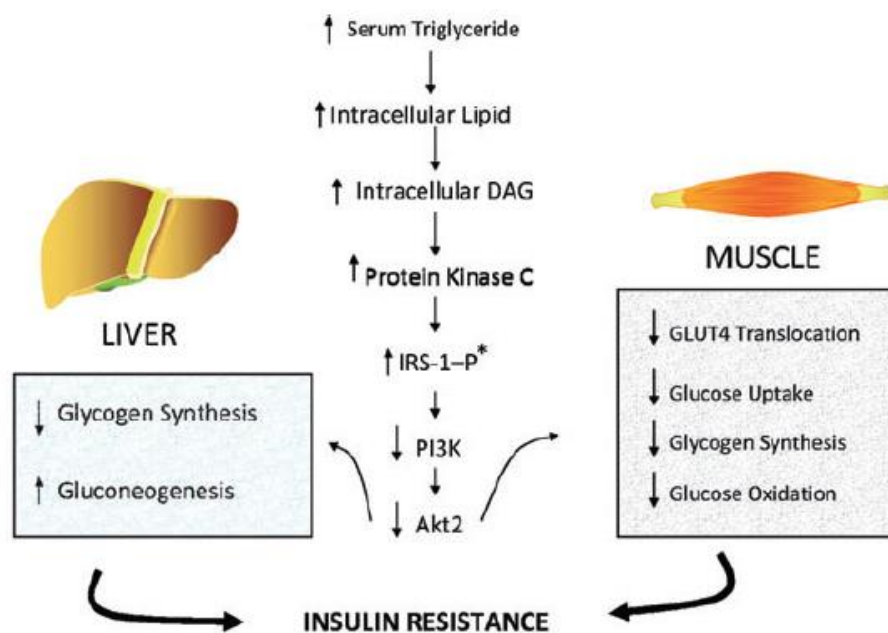 ↑ Serum Triglyceride
↑ Intracellular Lipid
↑ Intracellular DAG
↑ Protein Kinase C
↑ IRS-1–P*
↓ PI3K
↓ Akt2
LIVER
↓ Glycogen Synthesis
↑ Gluconeogenesis
MUSCLE
↓ GLUT4 Translocation
↓ Glucose Uptake
↓ Glycogen Synthesis
↓ Glucose Oxidation
INSULIN RESISTANCE